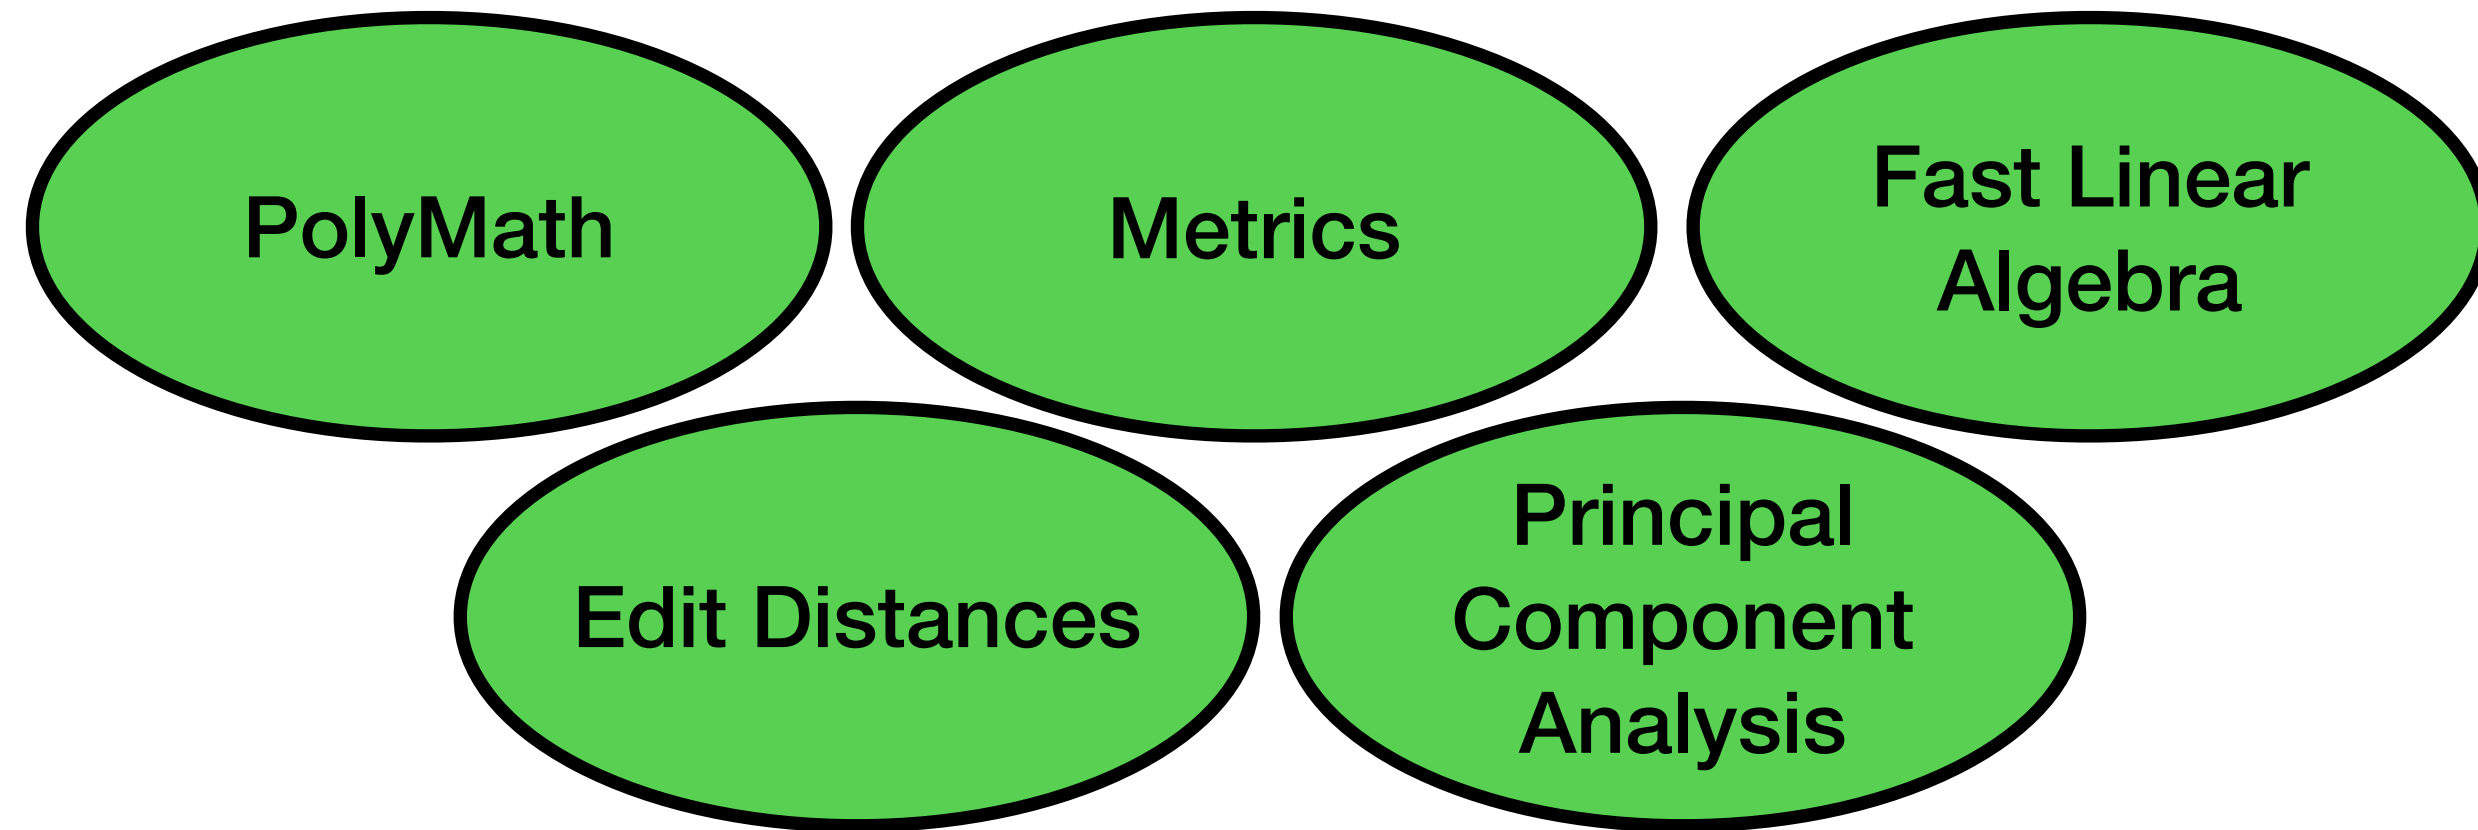 PolyMath
Metrics
Fast Linear
Algebra
Edit Distances
Principal
Component
Analysis